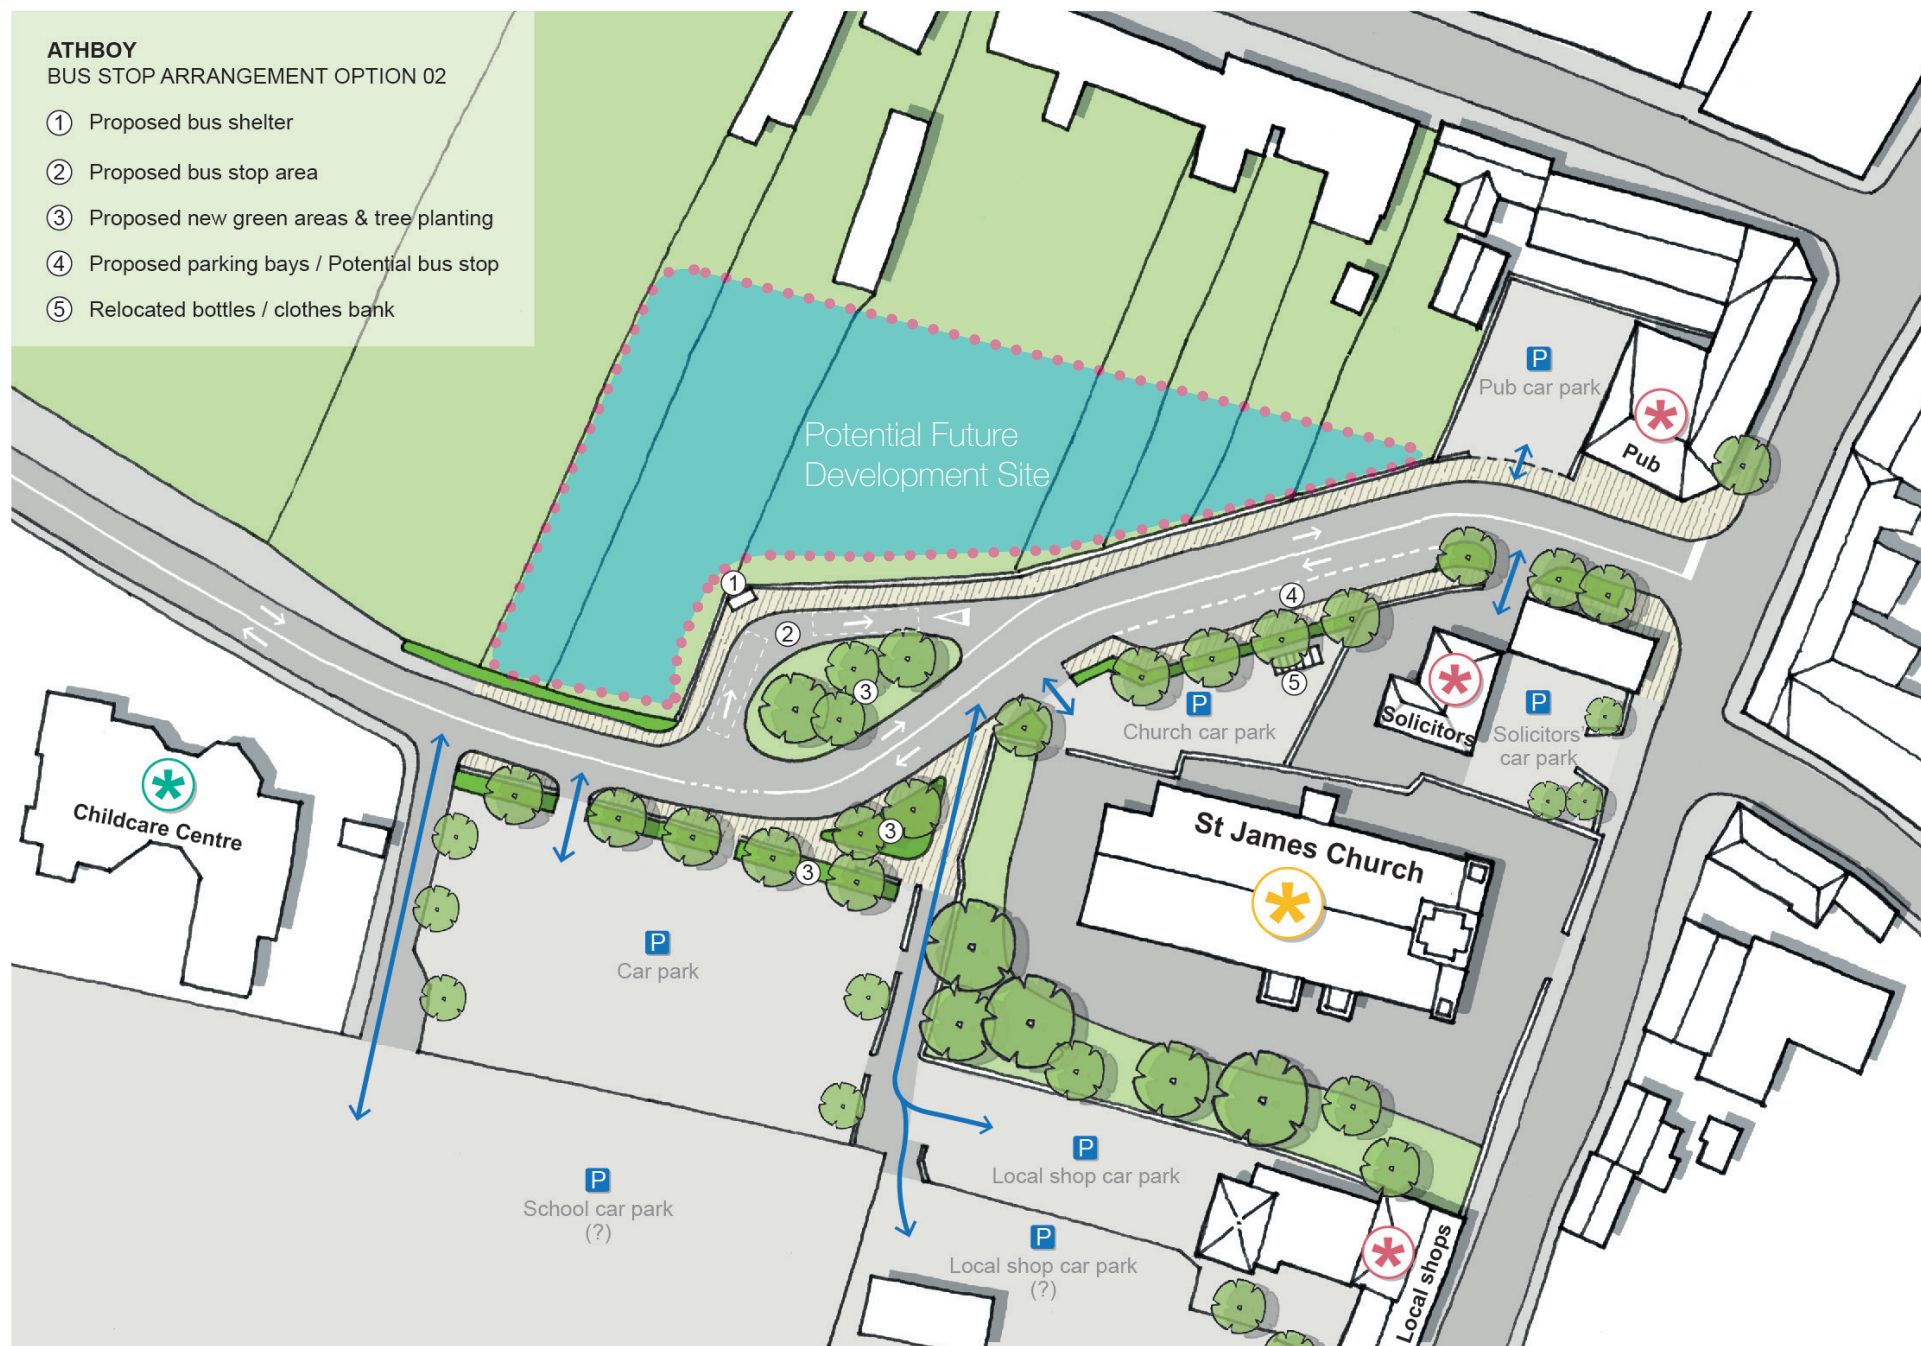 ATHBOY
BUS STOP ARRANGEMENT OPTION 02
1 Proposed bus shelter
2 Proposed bus stop area
3 Proposed new green areas & tree planting
4 Proposed parking bays / Potential bus stop
5 Relocated bottles / clothes bank
P
Pub car park
Pub
Potential Future
Development Site
1
2
3
4
5
P
Church car park
Solicitors
P
Solicitors'
car park
Childcare Centre
3
3
St James Church
P
Car park
P
School car park
(?)
P
Local shop car park
P
Local shop car park
(?)
Local shops